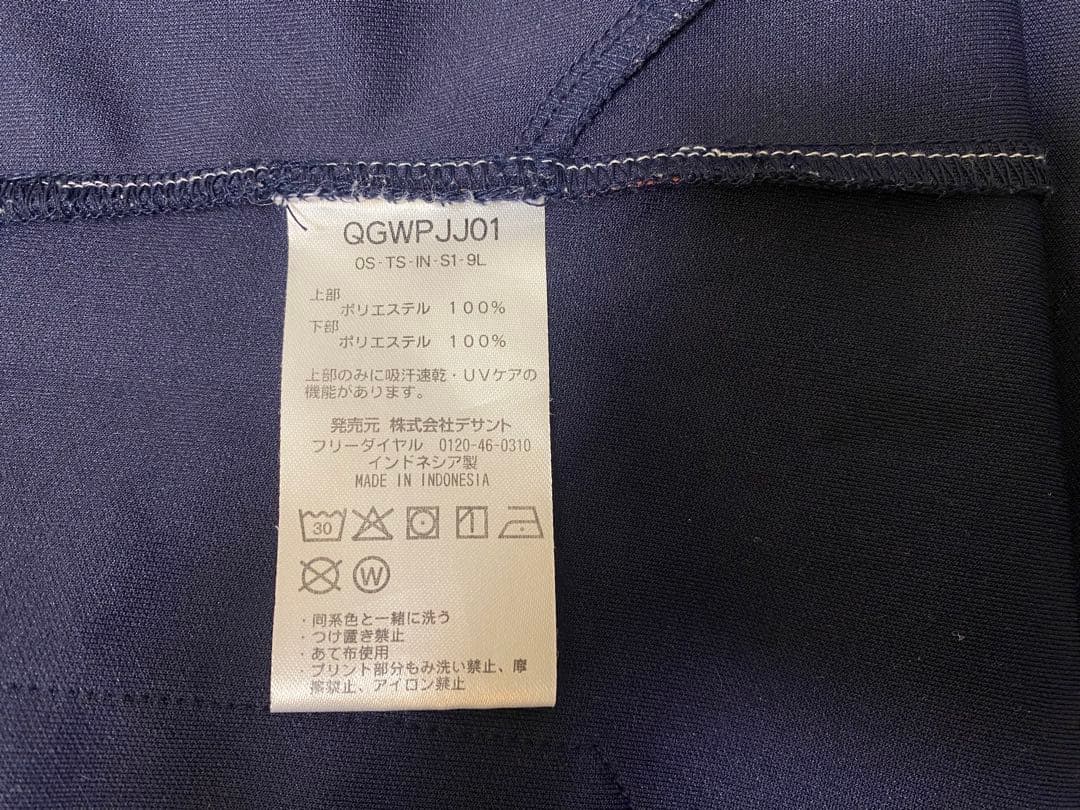 QGWPJJ01
OS-TS-IN-S1-9L
上部
ポリエステル 100%
下部
ポリエステル 100%
上部のみに吸汗速乾・UVケアの
機能があります。
発売元 株式会社デサント
フリーダイヤル 0120-46-0310
インドネシア製
MADE IN INDONESIA
30
W
・同系色と一緒に洗う
・つけ置き禁止
・あて布使用
・プリント部分もみ洗い禁止、摩
擦禁止、アイロン禁止